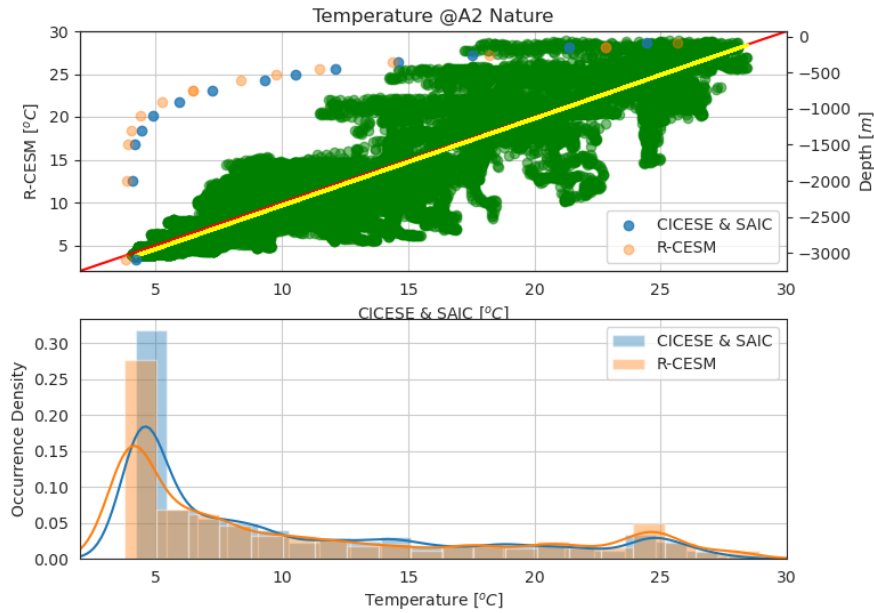 Temperature @A2 Nature
30
25
20
15
10
5
R-CESM [°C]
0
−500
−1000
−1500
−2000
−2500
−3000
Depth [m]
CICESE & SAIC
R-CESM
5 10 15 20 25 30
CICESE & SAIC [°C]
0.30
0.25
0.20
0.15
0.10
0.05
0.00
Occurrence Density
CICESE & SAIC
R-CESM
5 10 15 20 25 30
Temperature [°C]